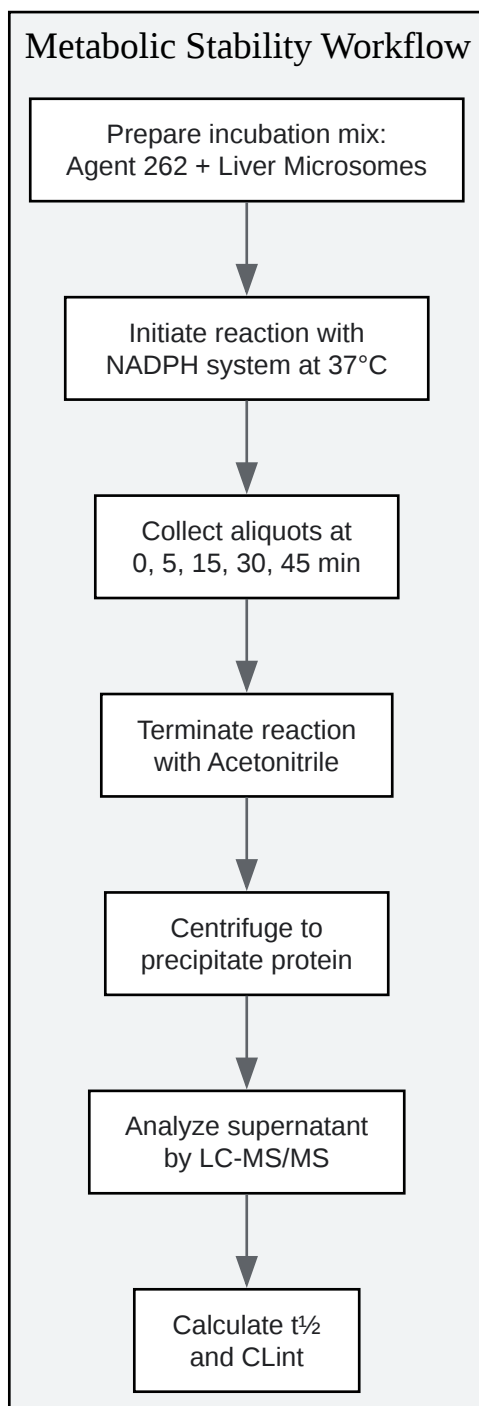 Metabolic Stability Workflow
Prepare incubation mix:
Agent 262 + Liver Microsomes
Initiate reaction with
NADPH system at 37°C
Collect aliquots at
0, 5, 15, 30, 45 min
Terminate reaction
with Acetonitrile
Centrifuge to
precipitate protein
Analyze supernatant
by LC-MS/MS
Calculate t½
and CLint